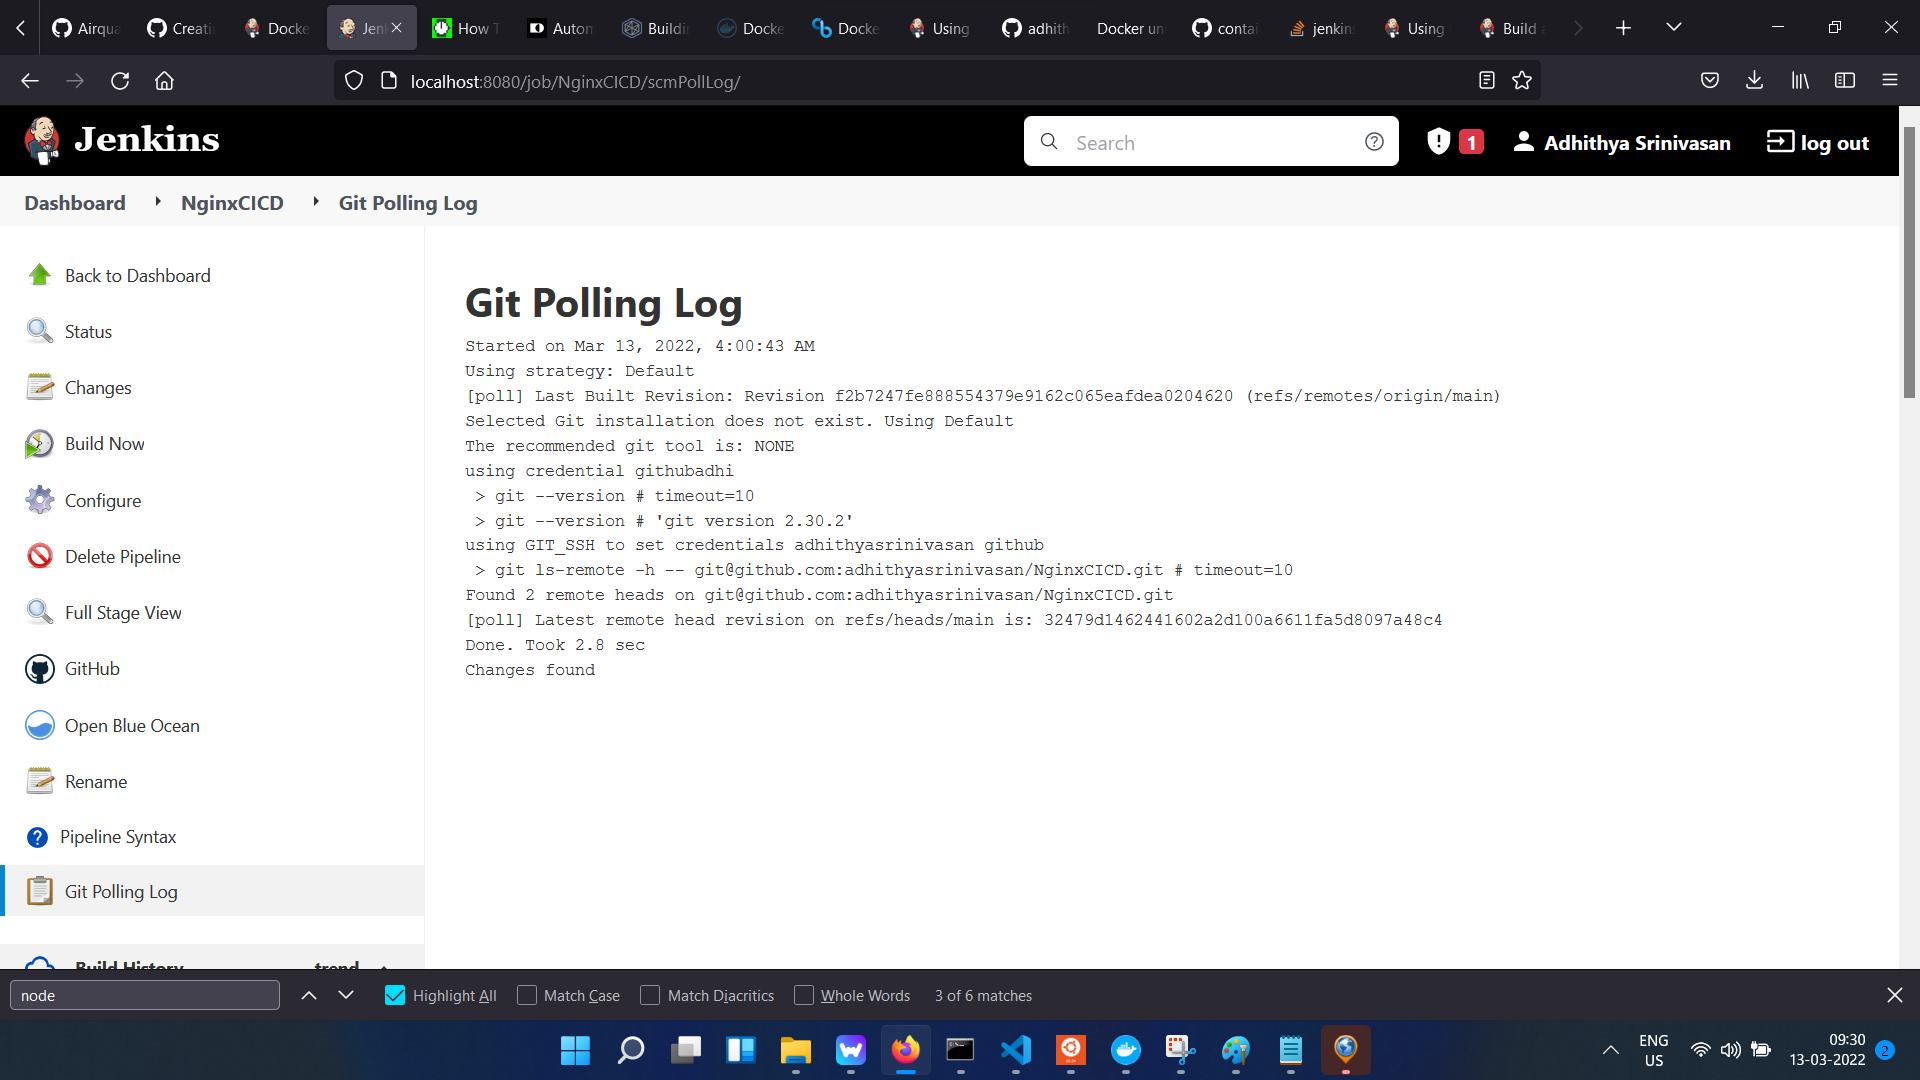 Airqua
Creatin
Docke
Jenk
How T
Autom
Buildin
Docke
Docke
Using
adhith
Docker un
contai
jenkins
Using
Build a
localhost:8080/job/NginxCICD/scmPollLog/
Jenkins
Search
1
Adhithya Srinivasan
log out
Dashboard
NginxCICD
Git Polling Log
Back to Dashboard
Status
Changes
Build Now
Configure
Delete Pipeline
Full Stage View
GitHub
Open Blue Ocean
Rename
Pipeline Syntax
Git Polling Log
Build History
trend
Git Polling Log
Started on Mar 13, 2022, 4:00:43 AM
Using strategy: Default
[poll] Last Built Revision: Revision f2b7247fe888554379e9162c065eafdea0204620 (refs/remotes/origin/main)
Selected Git installation does not exist. Using Default
The recommended git tool is: NONE
using credential githubadhi
> git --version # timeout=10
> git --version # 'git version 2.30.2'
using GIT_SSH to set credentials adhithyasrinivasan github
> git ls-remote -h -- git@github.com:adhithyasrinivasan/NginxCICD.git # timeout=10
Found 2 remote heads on git@github.com:adhithyasrinivasan/NginxCICD.git
[poll] Latest remote head revision on refs/heads/main is: 32479d1462441602a2d100a6611fa5d8097a48c4
Done. Took 2.8 sec
Changes found
node
Highlight All
Match Case
Match Diacritics
Whole Words
3 of 6 matches
ENG
US
09:30
13-03-2022
2